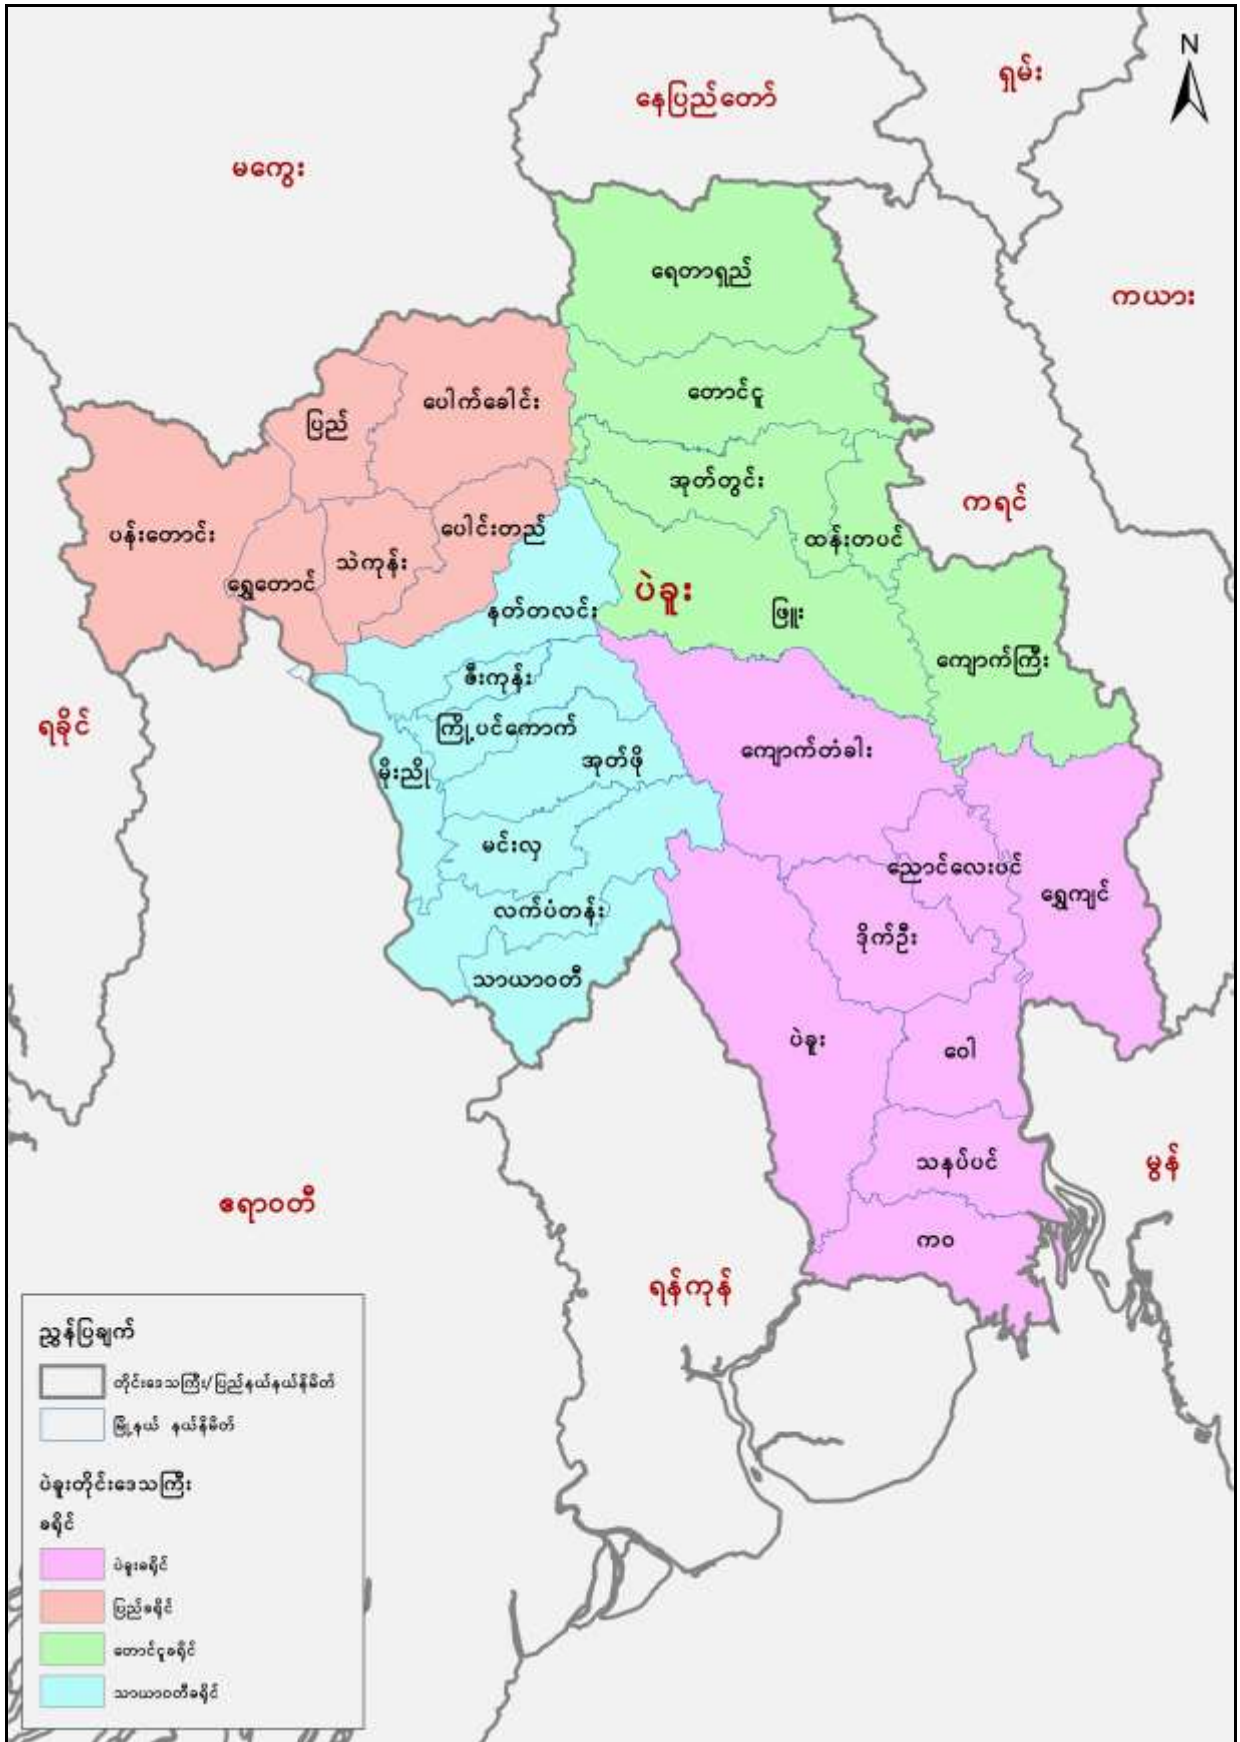 N
ရှမ်း
နေပြည်တော်
မကွေး
ရေတာရှည်
ကယား
တောင်ငူ
ပေါက်ခေါင်း
ပြည်
အုတ်တွင်း
ကရင်
ပန်းတောင်း
ပေါင်းတည်
ထန်းတပင်
သဲကုန်း
ရွှေတောင်
ပဲခူး
နတ်တလင်း
ဖြူး
ကျောက်ကြီး
ဇီးကုန်း
ရခိုင်
ကြို့ပင်ကောက်
ကျောက်တံခါး
အုတ်ဖို
မိုးညို
မင်းလှ
ညောင်လေးပင်
ရွှေကျင်
လက်ပံတန်း
ဒိုက်ဦး
သာယာဝတီ
ပဲခူး
ဝေါ
သနပ်ပင်
မွန်
ဧရာဝတီ
ကဝ
ရန်ကုန်
ညွှန်ပြချက်
တိုင်းဒေသကြီး/ပြည်နယ်နယ်နိမိတ်
မြို့နယ် နယ်နိမိတ်
ပဲခူးတိုင်းဒေသကြီး
ခရိုင်
ပဲခူးခရိုင်
ပြည်ခရိုင်
တောင်ငူခရိုင်
သာယာဝတီခရိုင်